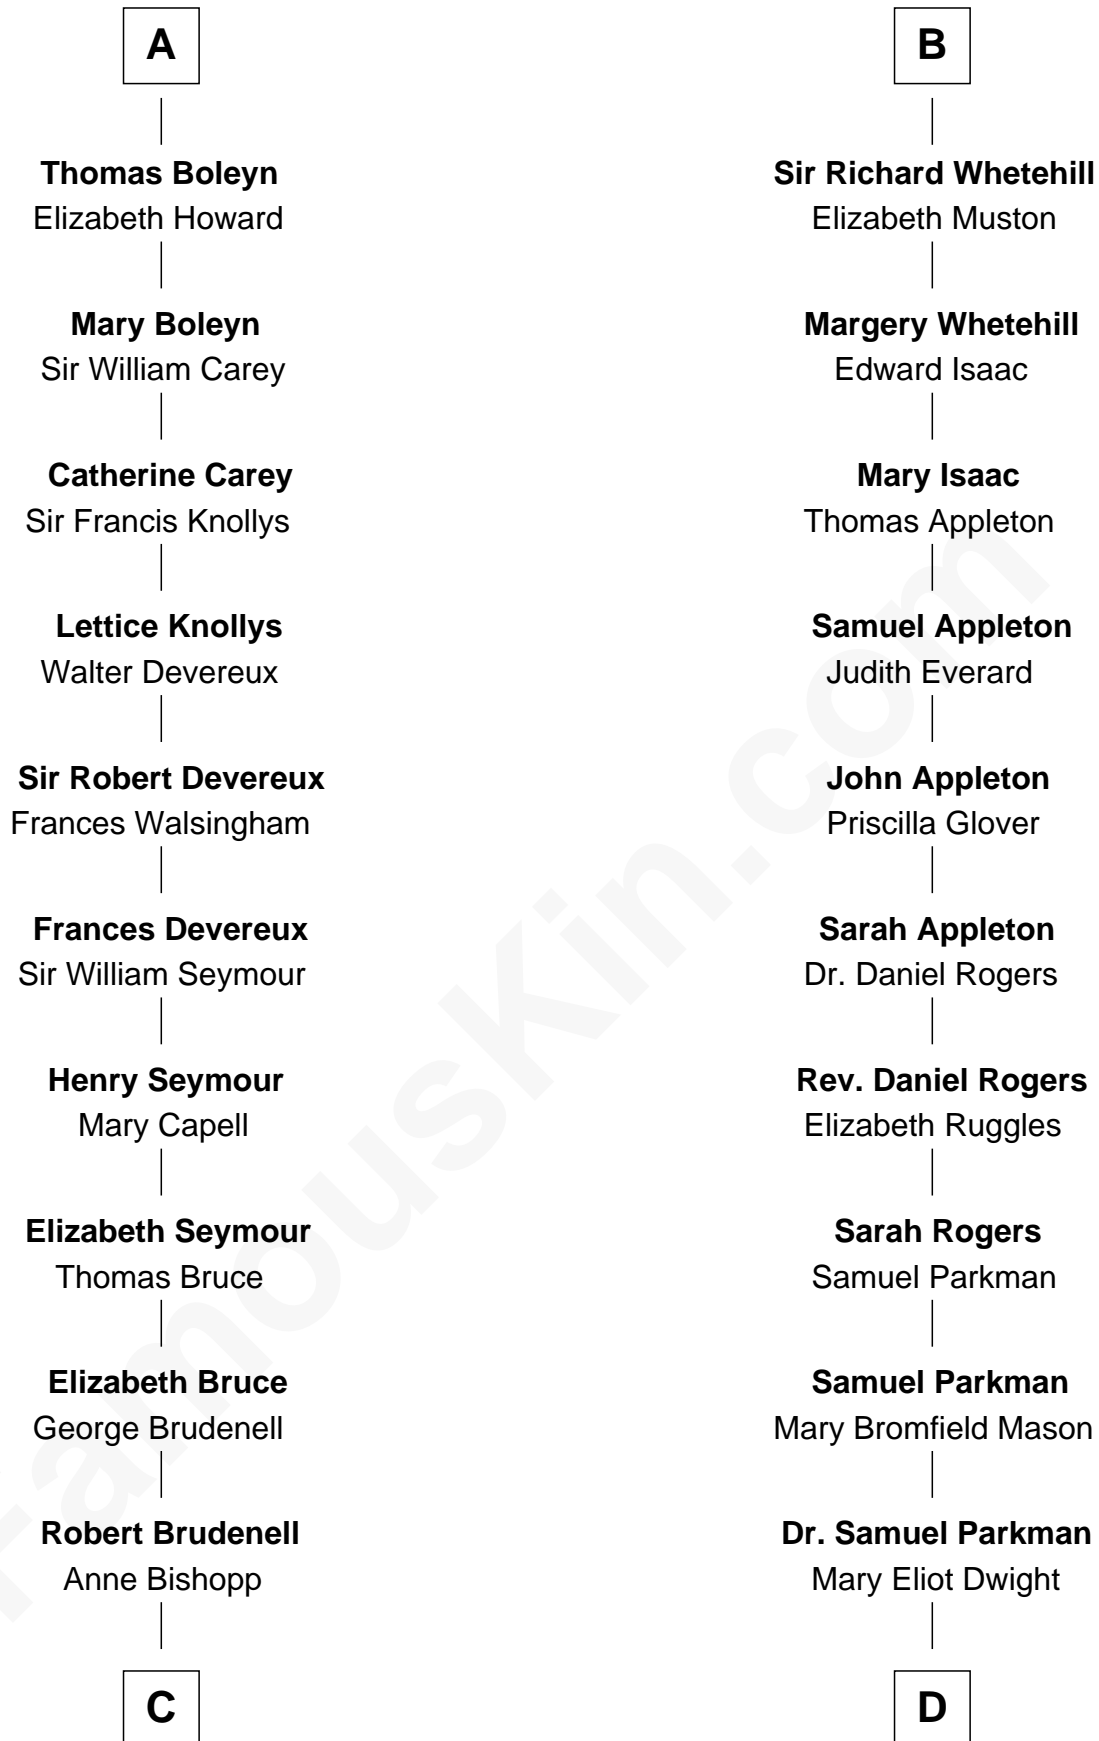 A
Thomas Boleyn
Elizabeth Howard
Mary Boleyn
Sir William Carey
Catherine Carey
Sir Francis Knollys
Lettice Knollys
Walter Devereux
Sir Robert Devereux
Frances Walsingham
Frances Devereux
Sir William Seymour
Henry Seymour
Mary Capell
Elizabeth Seymour
Thomas Bruce
Elizabeth Bruce
George Brudenell
Robert Brudenell
Anne Bishopp
C
B
Sir Richard Whetehill
Elizabeth Muston
Margery Whetehill
Edward Isaac
Mary Isaac
Thomas Appleton
Samuel Appleton
Judith Everard
John Appleton
Priscilla Glover
Sarah Appleton
Dr. Daniel Rogers
Rev. Daniel Rogers
Elizabeth Ruggles
Sarah Rogers
Samuel Parkman
Samuel Parkman
Mary Bromfield Mason
Dr. Samuel Parkman
Mary Eliot Dwight
D
FamousKin.com